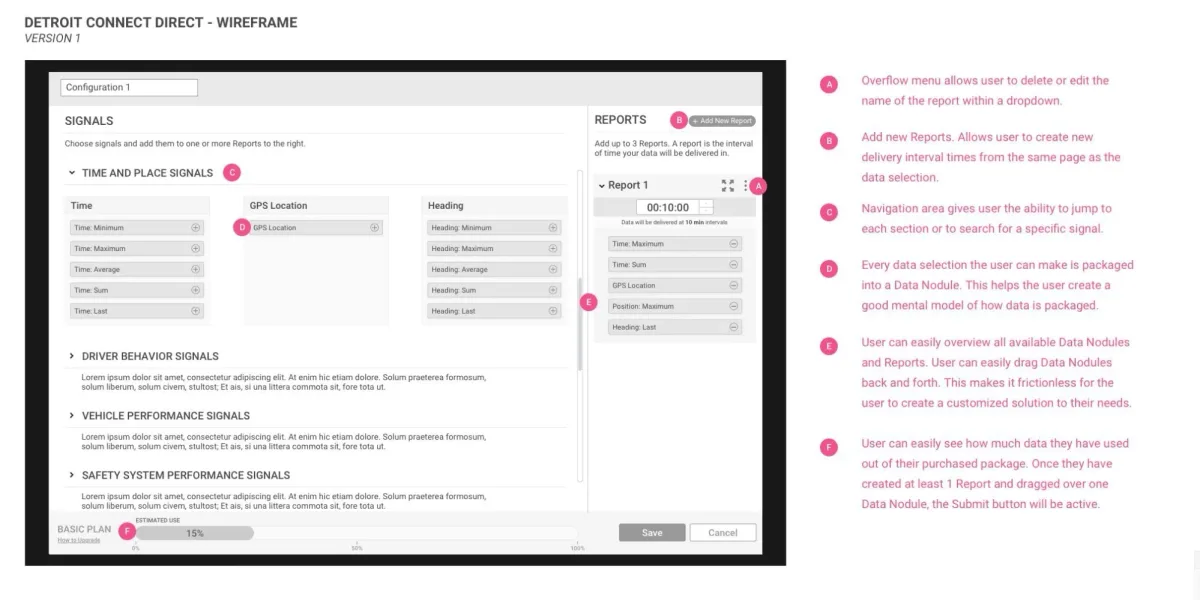 DETROIT CONNECT DIRECT - WIREFRAME
VERSION 1
Configuration 1
SIGNALS
Choose signals and add them to one or more Reports to the right.
TIME AND PLACE SIGNALS
C
Time
Time: Minimum
Time: Maximum
Time: Average
Time: Sum
Time: Last
GPS Location
D
GPS Location
Heading
Heading: Minimum
Heading: Maximum
Heading: Average
Heading: Sum
Heading: Last
DRIVER BEHAVIOR SIGNALS
Lorem ipsum dolor sit amet, consectetur adipiscing elit. At enim hic etiam dolore. Solum praeterea formosum,
solum liberum, solum civem, stultost; Et ais, si una littera commota sit, fore tota ut.
VEHICLE PERFORMANCE SIGNALS
Lorem ipsum dolor sit amet, consectetur adipiscing elit. At enim hic etiam dolore. Solum praeterea formosum,
solum liberum, solum civem, stultost; Et ais, si una littera commota sit, fore tota ut.
SAFETY SYSTEM PERFORMANCE SIGNALS
Lorem ipsum dolor sit amet, consectetur adipiscing elit. At enim hic etiam dolore. Solum praeterea formosum,
solum liberum, solum civem, stultost; Et ais, si una littera commota sit, fore tota ut.
REPORTS
B
+ Add New Report
Add up to 3 Reports. A report is the interval
of time your data will be delivered in.
Report 1
A
00:10:00
Data will be delivered at 10 min intervals
Time: Maximum
Time: Sum
GPS Location
Position: Maximum
Heading: Last
E
BASIC PLAN
How to Upgrade
F
ESTIMATED USE
15%
0%
50%
100%
Save
Cancel
A
Overflow menu allows user to delete or edit the
name of the report within a dropdown.
B
Add new Reports. Allows user to create new
delivery interval times from the same page as the
data selection.
C
Navigation area gives user the ability to jump to
each section or to search for a specific signal.
D
Every data selection the user can make is packaged
into a Data Nodule. This helps the user create a
good mental model of how data is packaged.
E
User can easily overview all available Data Nodules
and Reports. User can easily drag Data Nodules
back and forth. This makes it frictionless for the
user to create a customized solution to their needs.
F
User can easily see how much data they have used
out of their purchased package. Once they have
created at least 1 Report and dragged over one
Data Nodule, the Submit button will be active.